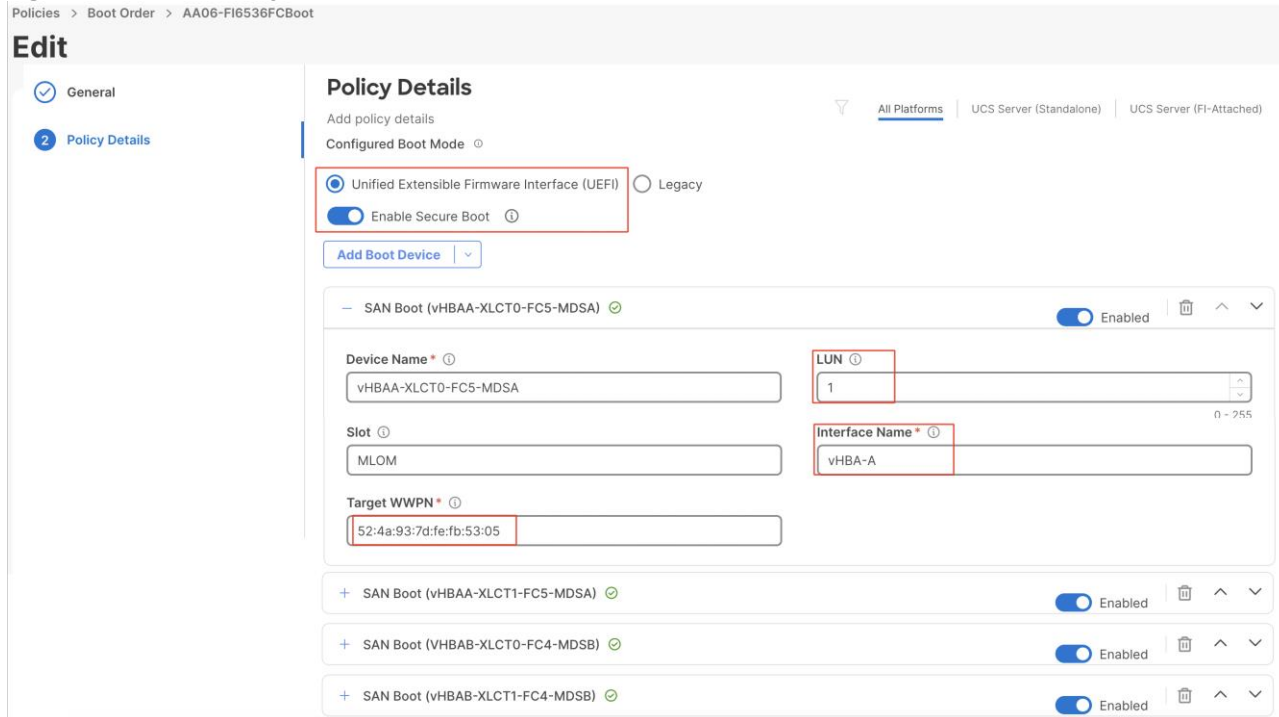 Policies > Boot Order > AA06-FI6536FCBoot
Edit
General
2 Policy Details
Policy Details
Add policy details
All Platforms | UCS Server (Standalone) | UCS Server (FI-Attached)
Configured Boot Mode
Unified Extensible Firmware Interface (UEFI) Legacy
Enable Secure Boot
Add Boot Device
SAN Boot (vHBAA-XLCT0-FC5-MDSA) Enabled
Device Name *
vHBAA-XLCT0-FC5-MDSA
LUN
1
0 - 255
Slot
MLOM
Interface Name *
vHBA-A
Target WWPN *
52:4a:93:7d:fe:fb:53:05
+ SAN Boot (vHBAA-XLCT1-FC5-MDSA) Enabled
+ SAN Boot (VHBAB-XLCT0-FC4-MDSB) Enabled
+ SAN Boot (vHBAB-XLCT1-FC4-MDSB) Enabled